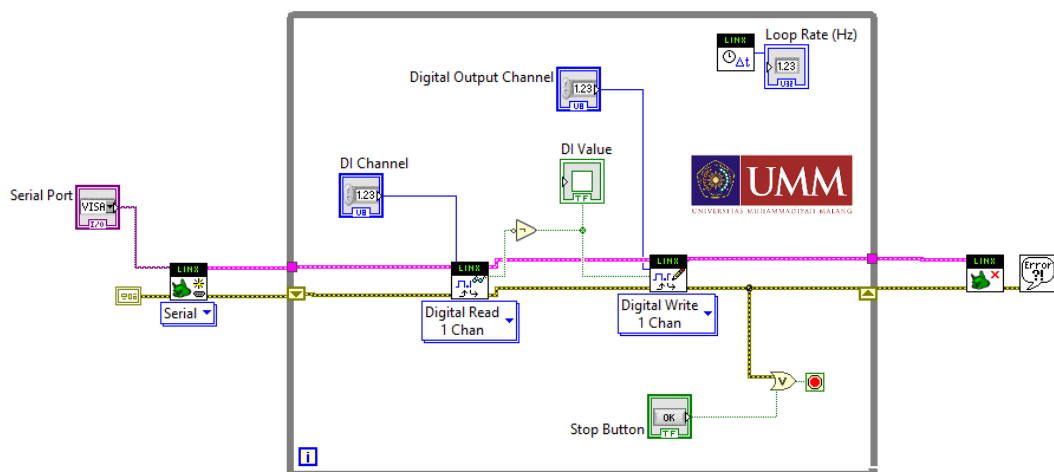 LINX
Loop Rate (Hz)
1.23
U32
Δt
Digital Output Channel
1.23
U8
DI Value
TF
DI Channel
1.23
U8
UMM
UNIVERSITAS MUHAMMADIYAH MALANG
Serial Port
VISA
I/O
LINX
Serial
LINX
Digital Read
1 Chan
LINX
Digital Write
1 Chan
LINX
Error
?!
V
Stop Button
OK
TF
i